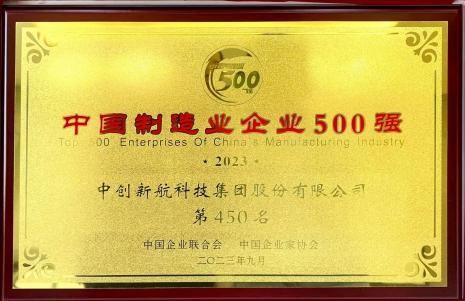 500
中国制造业企业500强
Top 500 Enterprises Of China's Manufacturing Industry
· 2023 ·
中创新航科技集团股份有限公司
第450名
中国企业联合会 中国企业家协会
二〇二三年九月